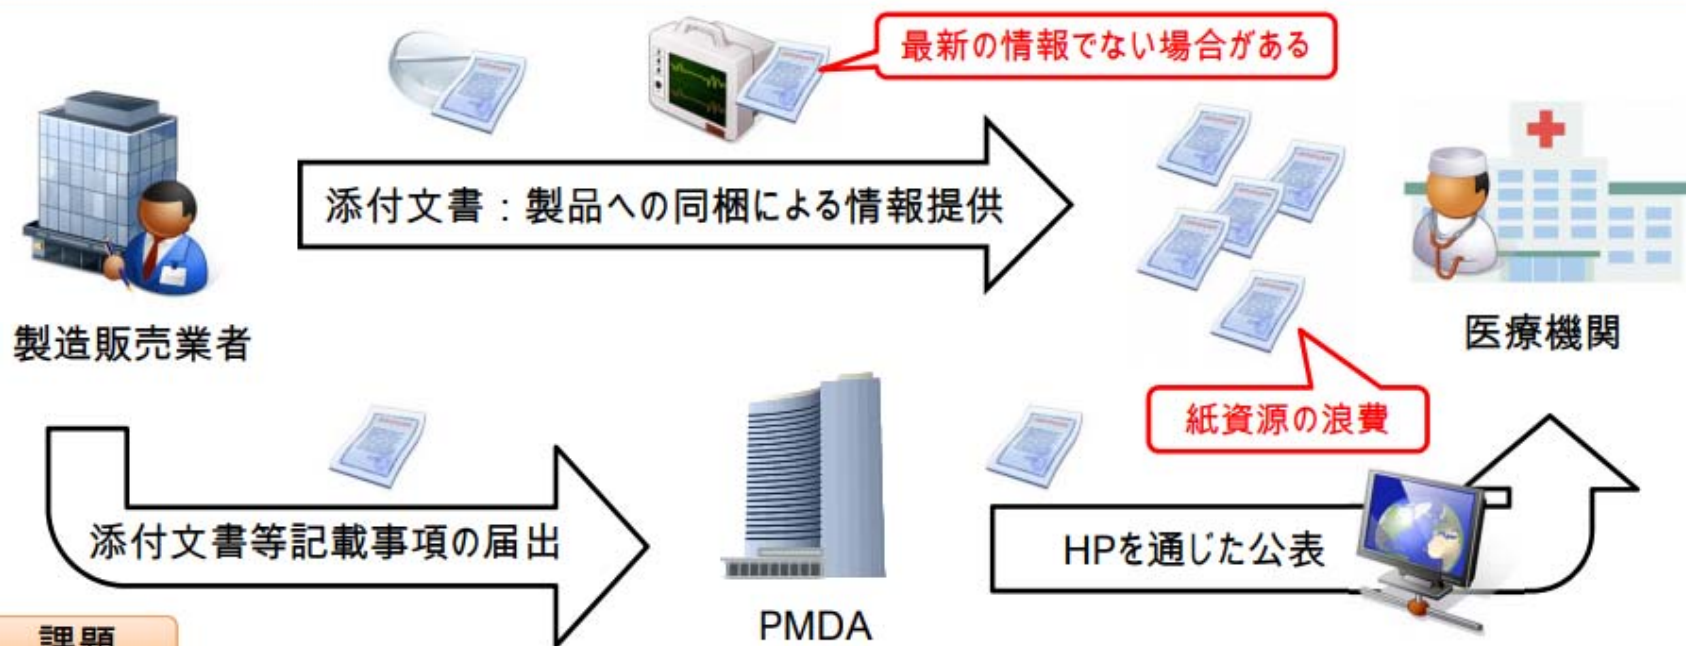 最新の情報でない場合がある
添付文書：製品への同梱による情報提供
製造販売業者
医療機関
紙資源の浪費
添付文書等記載事項の届出
HPを通じた公表
PMDA
課題